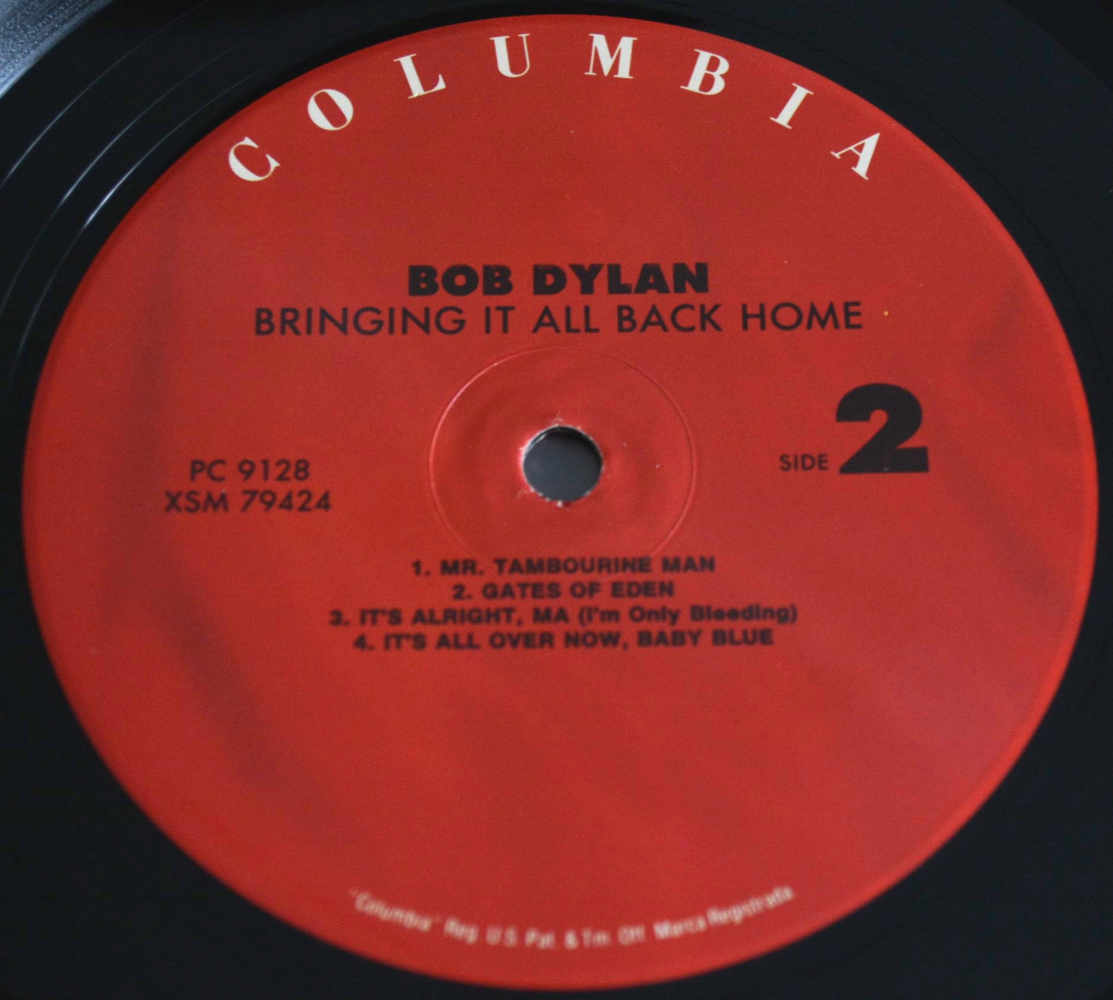 COLUMBIA
BOB DYLAN
BRINGING IT ALL BACK HOME
PC 9128
XSM 79424
SIDE 2
1. MR. TAMBOURINE MAN
2. GATES OF EDEN
3. IT'S ALRIGHT, MA (I'm Only Bleeding)
4. IT'S ALL OVER NOW, BABY BLUE
"Columbia" Reg. U.S. Pat. & Tm. Off. Marca Registrada.